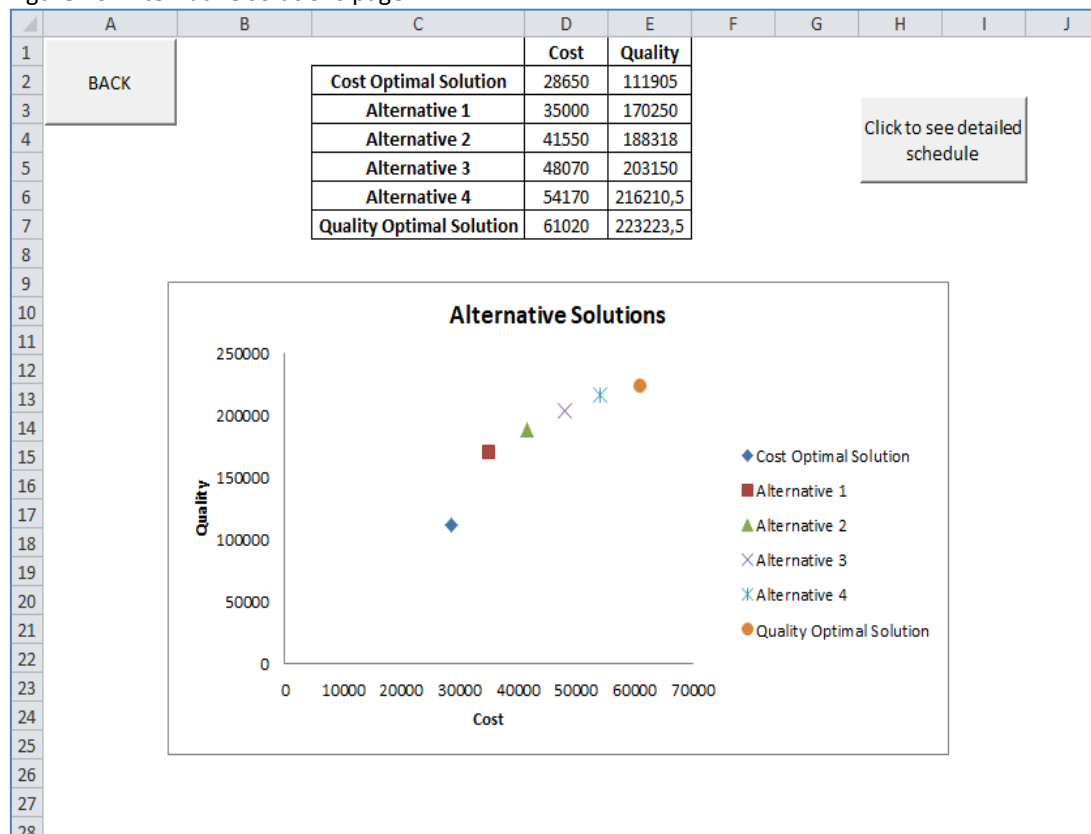 A B C D E F G H I J
1 Cost Quality
2 BACK Cost Optimal Solution 28650 111905
3 Alternative 1 35000 170250
4 Alternative 2 41550 188318
5 Alternative 3 48070 203150
6 Alternative 4 54170 216210,5
7 Quality Optimal Solution 61020 223223,5
Click to see detailed
schedule
8
9
10
11
12
13
14
15
16
17
18
19
20
21
22
23
24
25
26
27
28
Alternative Solutions
250000
200000
150000
100000
50000
0
Quality
0 10000 20000 30000 40000 50000 60000 70000
Cost
Cost Optimal Solution
Alternative 1
Alternative 2
Alternative 3
Alternative 4
Quality Optimal Solution